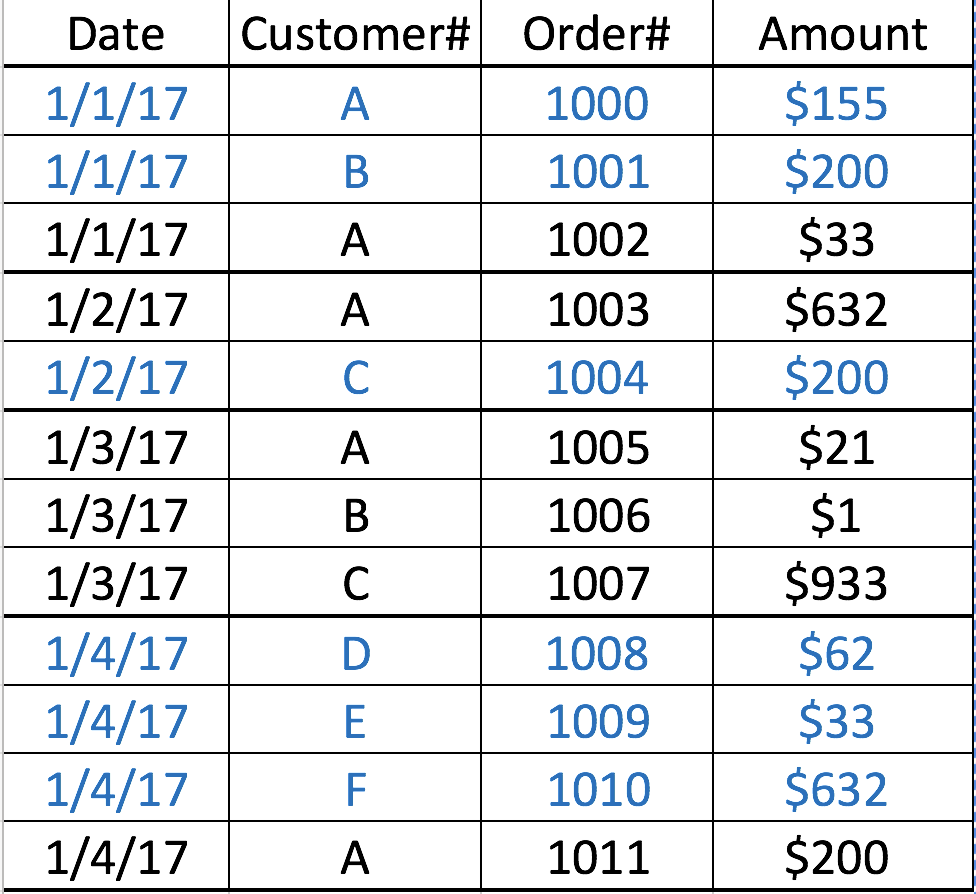 Date Customer# Order# Amount
1/1/17 A 1000 $155
1/1/17 B 1001 $200
1/1/17 A 1002 $33
1/2/17 A 1003 $632
1/2/17 C 1004 $200
1/3/17 A 1005 $21
1/3/17 B 1006 $1
1/3/17 C 1007 $933
1/4/17 D 1008 $62
1/4/17 E 1009 $33
1/4/17 F 1010 $632
1/4/17 A 1011 $200